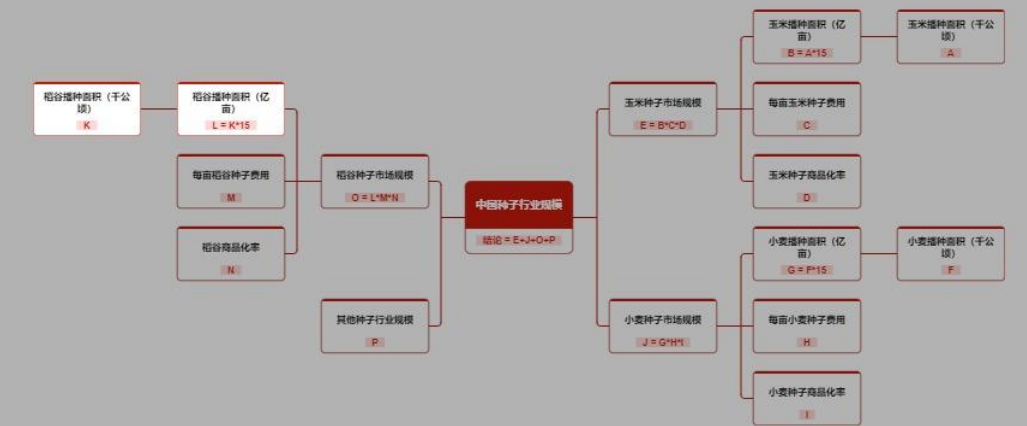 稻谷播种面积（千公
顷）
K
稻谷播种面积（亿
亩）
L = K*15
每亩稻谷种子费用
M
稻谷商品化率
N
稻谷种子市场规模
O = L*M*N
其他种子行业规模
P
中国种子行业规模
结论 = E+J+O+P
玉米种子市场规模
E = B*C*D
玉米播种面积（亿
亩）
B = A*15
玉米播种面积（千公
顷）
A
每亩玉米种子费用
C
玉米种子商品化率
D
小麦种子市场规模
J = G*H*I
小麦播种面积（亿
亩）
G = F*15
小麦播种面积（千公
顷）
F
每亩小麦种子费用
H
小麦种子商品化率
I